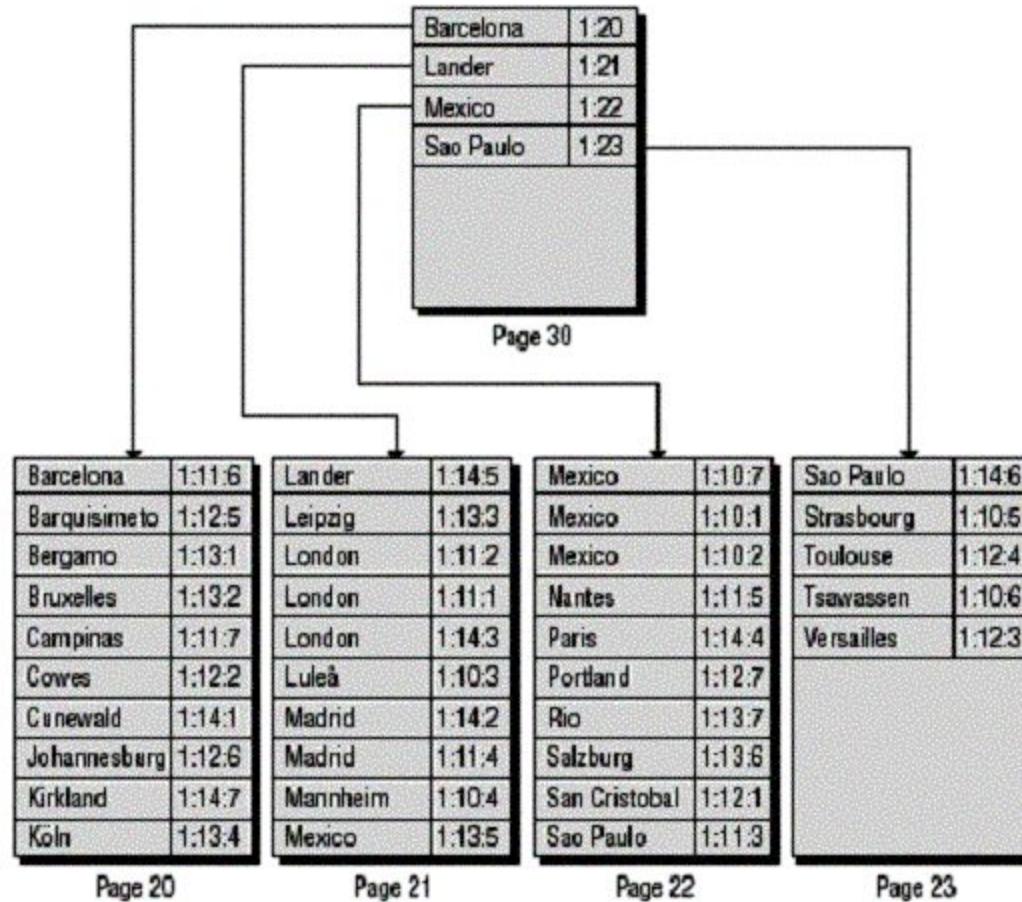 Barcelona 1:20
Lander 1:21
Mexico 1:22
Sao Paulo 1:23
Page 30
Barcelona 1:11:6
Barquisimeto 1:12:5
Bergamo 1:13:1
Bruxelles 1:13:2
Campinas 1:11:7
Cowes 1:12:2
Cunewald 1:14:1
Johannesburg 1:12:6
Kirkland 1:14:7
Köln 1:13:4
Page 20
Lander 1:14:5
Leipzig 1:13:3
London 1:11:2
London 1:11:1
London 1:14:3
Luleå 1:10:3
Madrid 1:14:2
Madrid 1:11:4
Mannheim 1:10:4
Mexico 1:13:5
Page 21
Mexico 1:10:7
Mexico 1:10:1
Mexico 1:10:2
Nantes 1:11:5
Paris 1:14:4
Portland 1:12:7
Rio 1:13:7
Salzburg 1:13:6
San Cristobal 1:12:1
Sao Paulo 1:11:3
Page 22
Sao Paulo 1:14:6
Strasbourg 1:10:5
Toulouse 1:12:4
Tsawassen 1:10:6
Versailles 1:12:3
Page 23